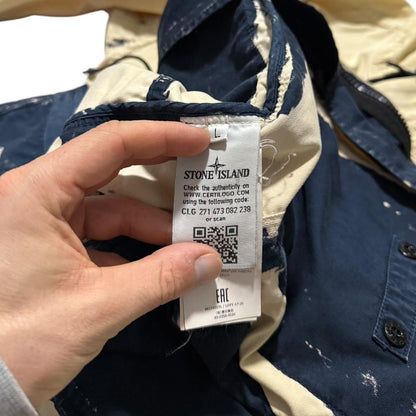 L
STONE ISLAND
Check the authenticity on
WWW.CERTILOGO.COM
using the following code:
CLG 271 473 082 238
or scan
EAC